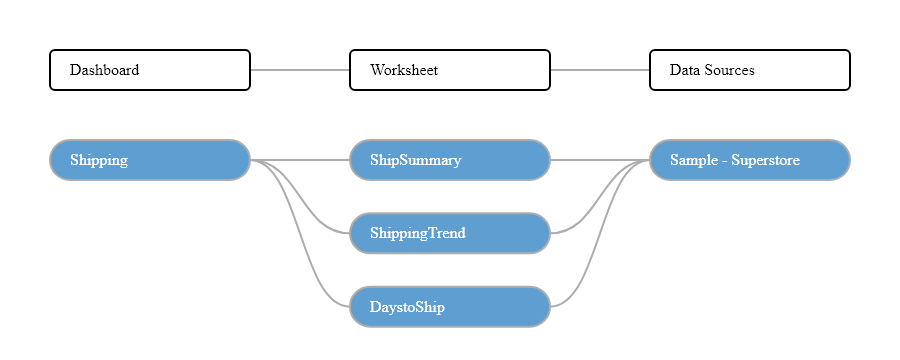 Dashboard
Worksheet
Data Sources
Shipping
ShipSummary
Sample - Superstore
ShippingTrend
DaystoShip